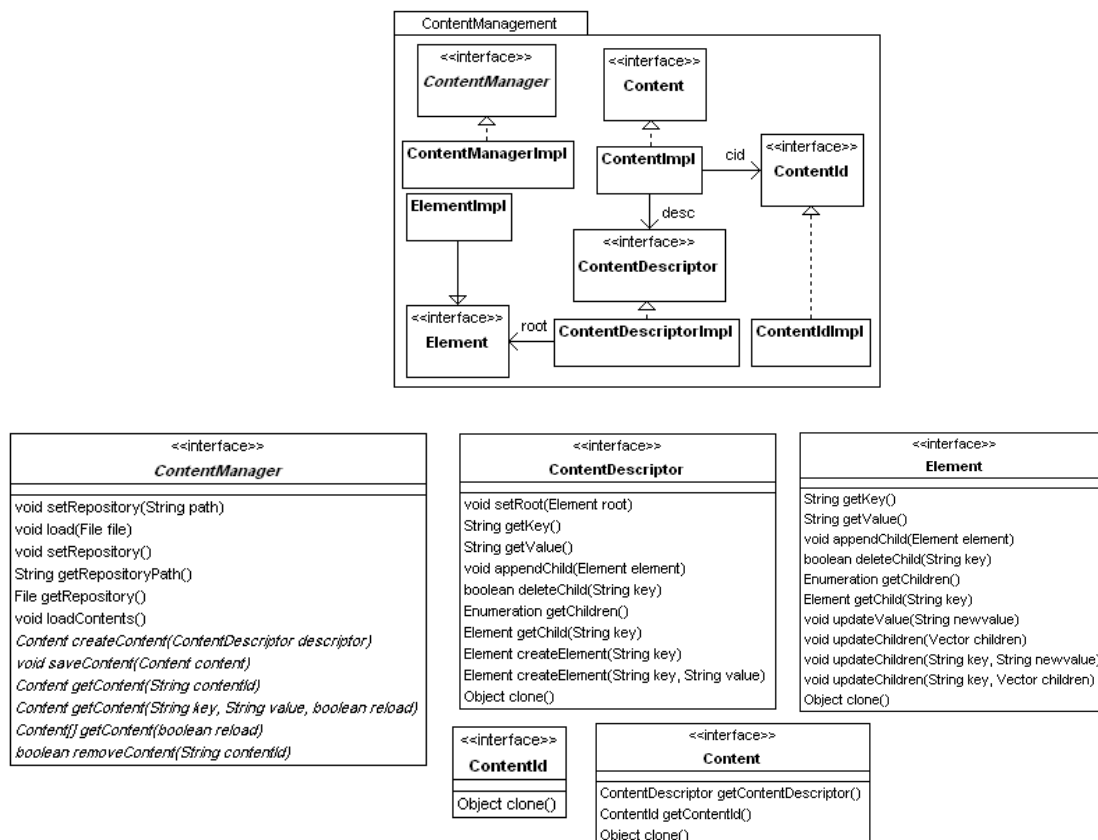 ContentManagement
<<interface>>
ContentManager
<<interface>>
Content
ContentManagerImpl
ContentImpl
cid
<<interface>>
ContentId
ElementImpl
desc
<<interface>>
ContentDescriptor
<<interface>>
Element
root
ContentDescriptorImpl
ContentIdImpl
<<interface>>
ContentManager
void setRepository(String path)
void load(File file)
void setRepository()
String getRepositoryPath()
File getRepository()
void loadContents()
Content createContent(ContentDescriptor descriptor)
void saveContent(Content content)
Content getContent(String contentId)
Content getContent(String key, String value, boolean reload)
Content[] getContent(boolean reload)
boolean removeContent(String contentId)
<<interface>>
ContentDescriptor
void setRoot(Element root)
String getKey()
String getValue()
void appendChild(Element element)
boolean deleteChild(String key)
Enumeration getChildren()
Element getChild(String key)
Element createElement(String key)
Element createElement(String key, String value)
Object clone()
<<interface>>
Element
String getKey()
String getValue()
void appendChild(Element element)
boolean deleteChild(String key)
Enumeration getChildren()
Element getChild(String key)
void updateValue(String newvalue)
void updateChildren(Vector children)
void updateChildren(String key, String newvalue)
void updateChildren(String key, Vector children)
Object clone()
<<interface>>
ContentId
Object clone()
<<interface>>
Content
ContentDescriptor getContentDescriptor()
ContentId getContentId()
Object clone()